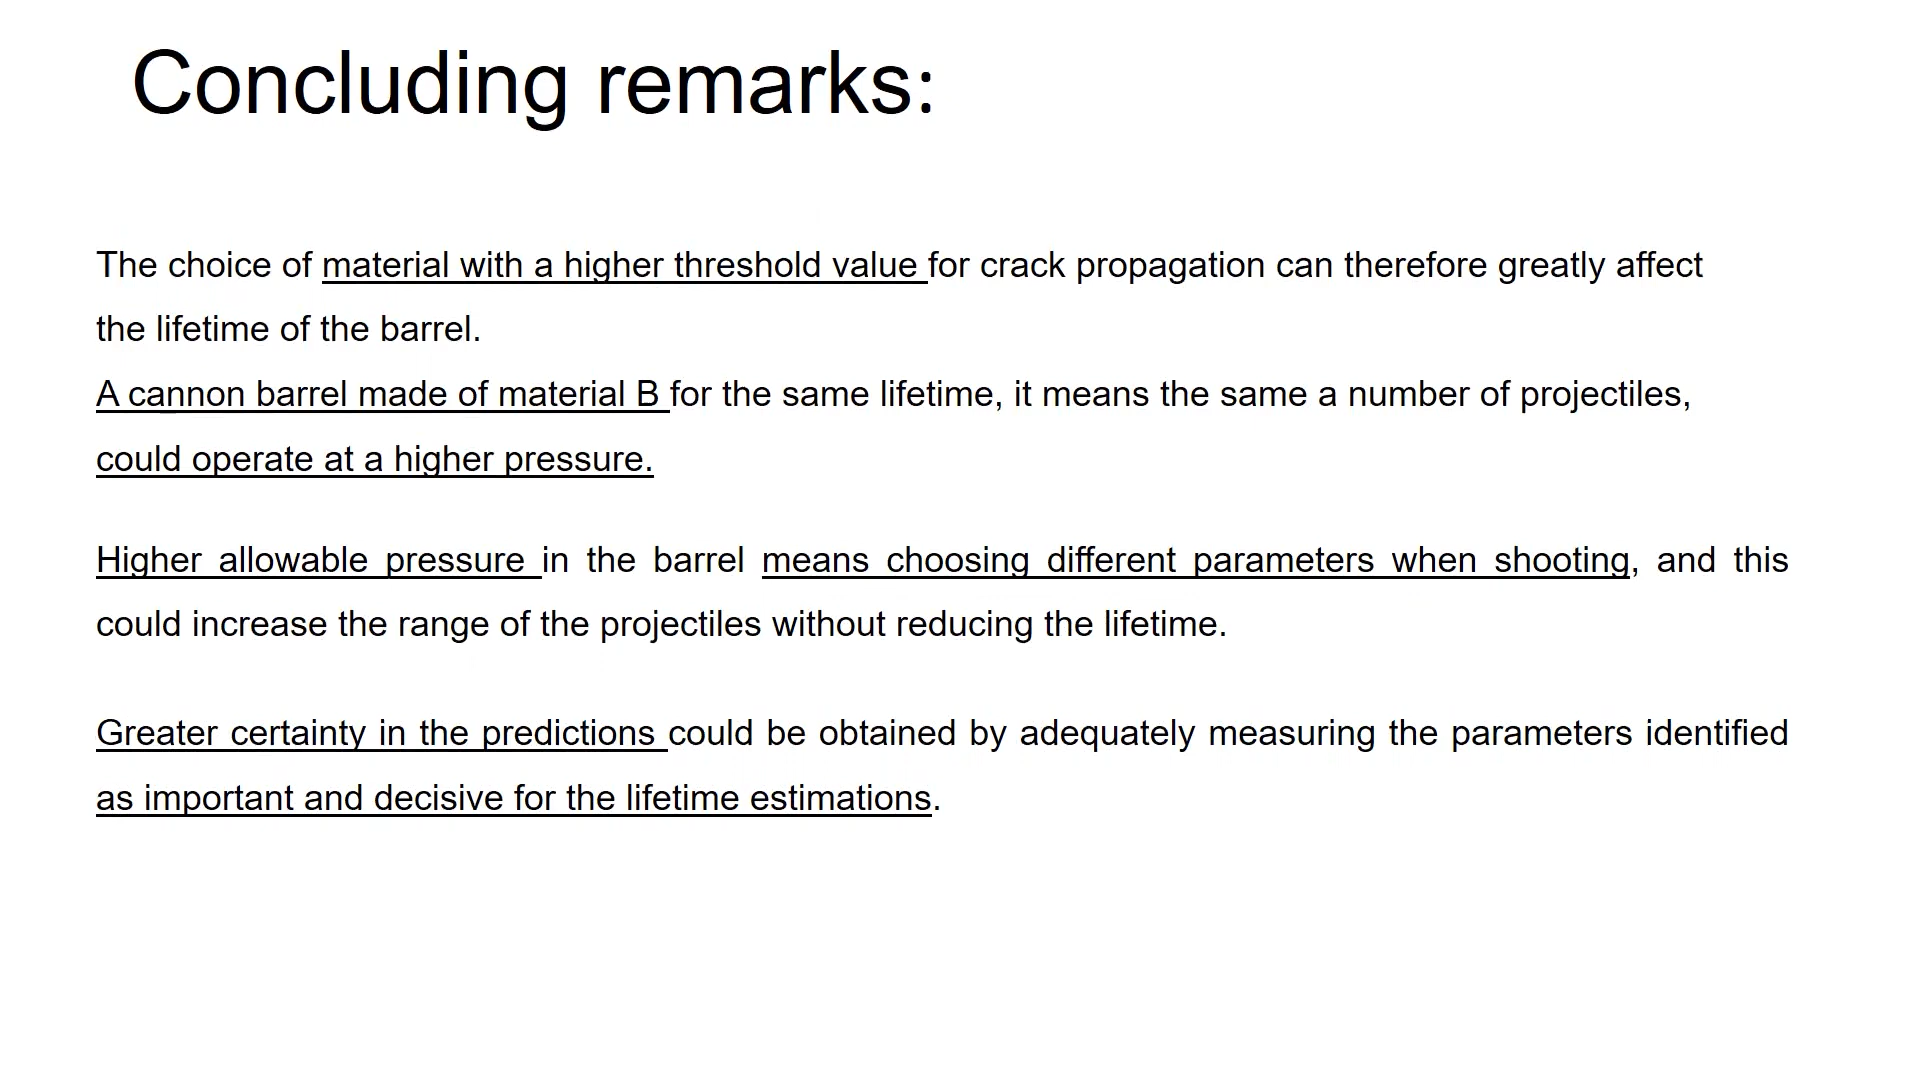 Concluding remarks:
The choice of material with a higher threshold value for crack propagation can therefore greatly affect
the lifetime of the barrel.
A cannon barrel made of material B for the same lifetime, it means the same a number of projectiles,
could operate at a higher pressure.
Higher allowable pressure in the barrel means choosing different parameters when shooting, and this
could increase the range of the projectiles without reducing the lifetime.
Greater certainty in the predictions could be obtained by adequately measuring the parameters identified
as important and decisive for the lifetime estimations.